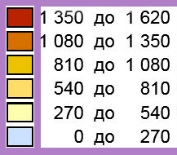 1 350 до 1 620
1 080 до 1 350
810 до 1 080
540 до 810
270 до 540
0 до 270